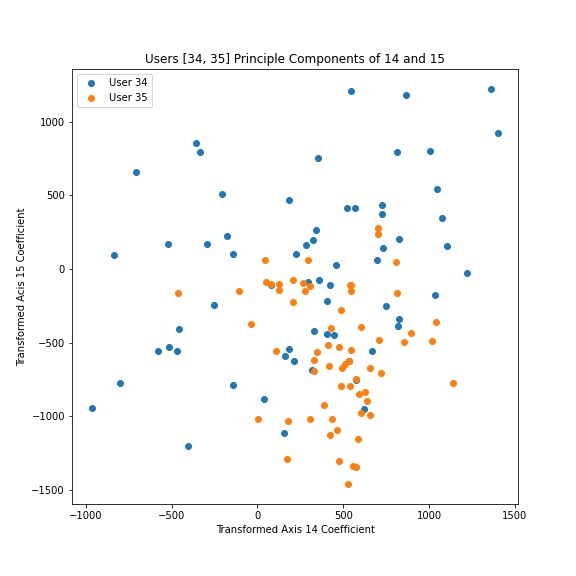 Users [34, 35] Principle Components of 14 and 15
User 34
User 35
Transformed Acis 15 Coefficient
1000
500
0
−500
−1000
−1500
−1000
−500
0
500
1000
1500
Transformed Axis 14 Coefficient